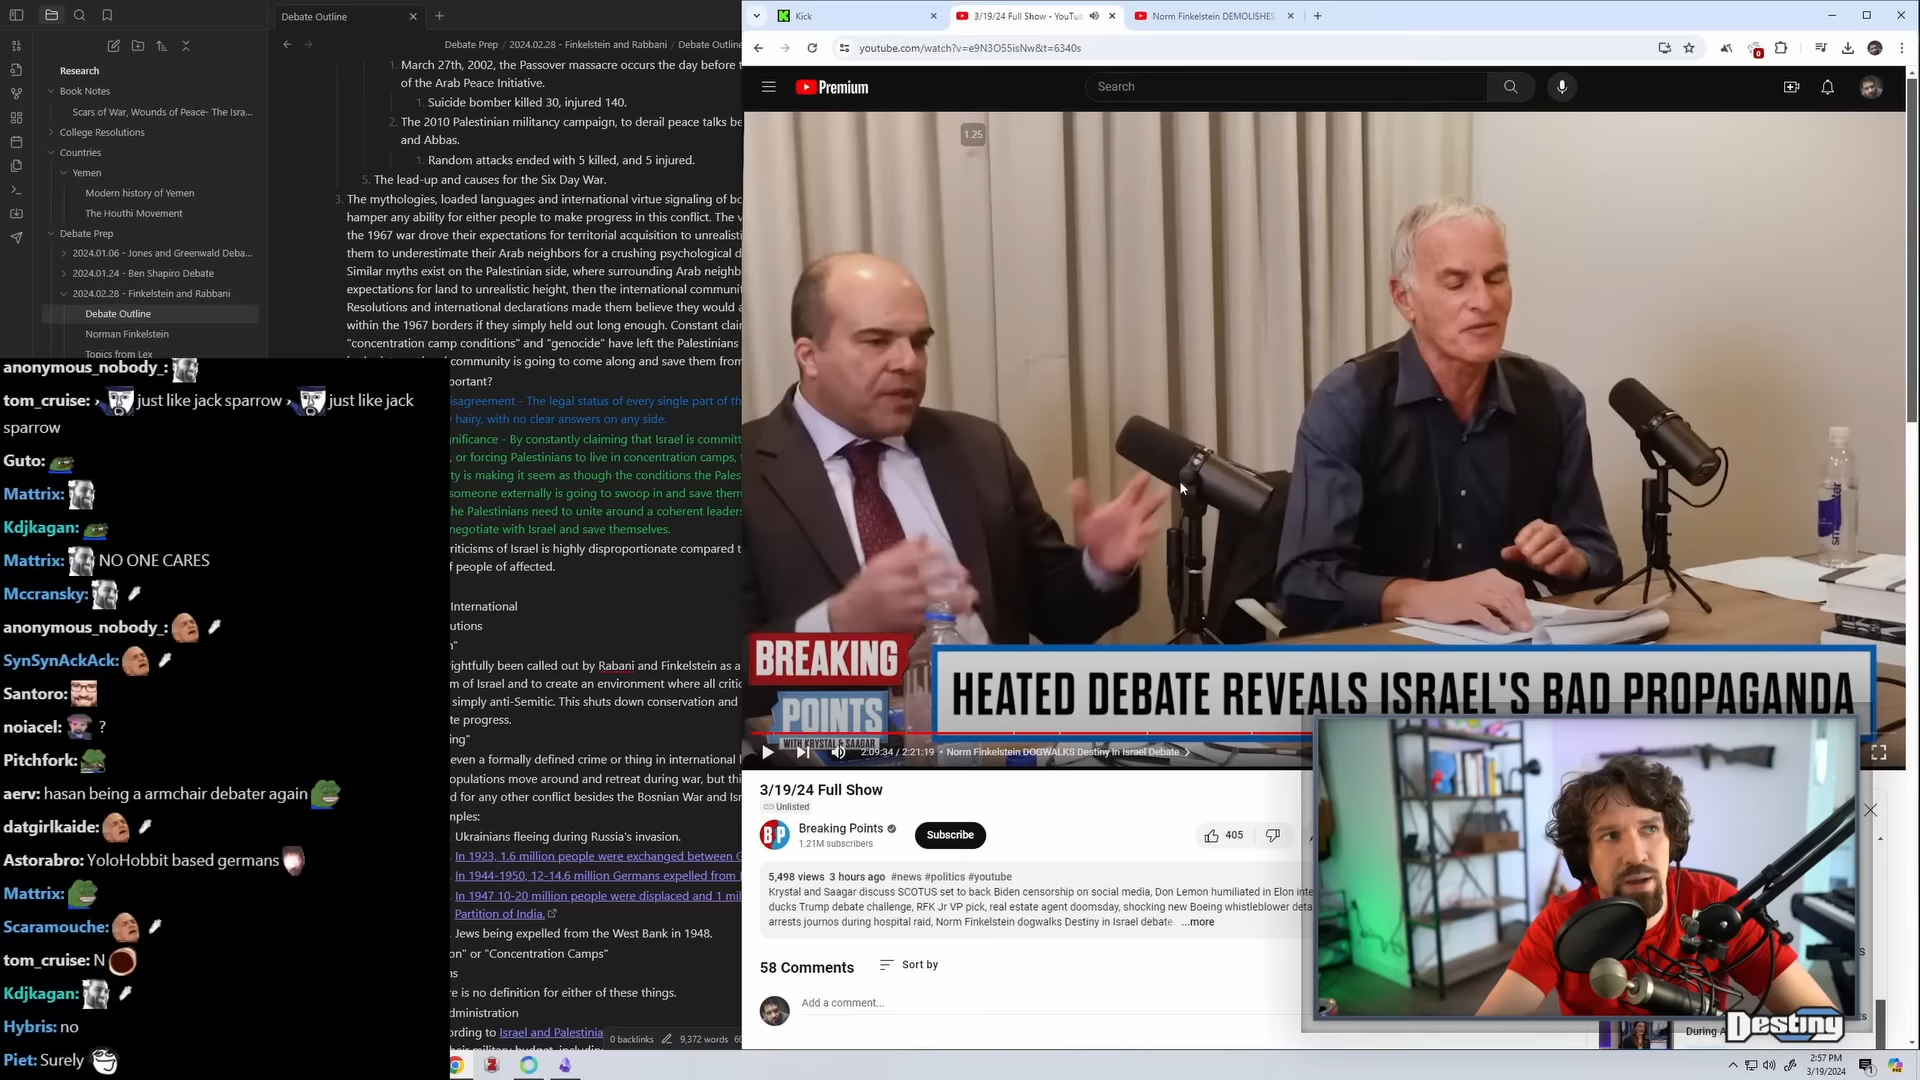 Debate Outline
Kick
3/19/24 Full Show - YouTub
Norm Finkelstein DEMOLISHES
youtube.com/watch?v=e9N3O55isNw&t=6340s
Premium
Search
1.25
Research
Book Notes
Scars of War, Wounds of Peace- The Isra...
College Resolutions
Countries
Yemen
Modern history of Yemen
The Houthi Movement
Debate Prep
2024.01.06 - Jones and Greenwald Deba...
2024.01.24 - Ben Shapiro Debate
2024.02.28 - Finkelstein and Rabbani
Debate Outline
Norman Finkelstein
Topics from Lex
Debate Prep / 2024.02.28 - Finkelstein and Rabbani / Debate Outline
1. March 27th, 2002, the Passover massacre occurs the day before t
of the Arab Peace Initiative.
1. Suicide bomber killed 30, injured 140.
2. The 2010 Palestinian militancy campaign, to derail peace talks be
and Abbas.
1. Random attacks ended with 5 killed, and 5 injured.
5. The lead-up and causes for the Six Day War.
3. The mythologies, loaded languages and international virtue signaling of bo
hamper any ability for either people to make progress in this conflict. The v
the 1967 war drove their expectations for territorial acquisition to unrealisti
them to underestimate their Arab neighbors for a crushing psychological d
Similar myths exist on the Palestinian side, where surrounding Arab neighb
expectations for land to unrealistic height, then the international communi
Resolutions and international declarations made them believe they would a
within the 1967 borders if they simply held out long enough. Constant clai
"concentration camp conditions" and "genocide" have left the Palestinians
community is going to come along and save them from
portant?
isagreement - The legal status of every single part of th
hairy, with no clear answers on any side.
gnificance - By constantly claiming that Israel is committ
, or forcing Palestinians to live in concentration camps,
ty is making it seem as though the conditions the Pales
someone externally is going to swoop in and save them
the Palestinians need to unite around a coherent leaders
negotiate with Israel and save themselves.
riticisms of Israel is highly disproportionate compared t
f people of affected.
International
utions
n"
ightfully been called out by Rabani and Finkelstein as a
m of Israel and to create an environment where all critic
simply anti-Semitic. This shuts down conservation and
te progress.
ng"
even a formally defined crime or thing in international l
opulations move around and retreat during war, but thi
d for any other conflict besides the Bosnian War and Isr
mples:
Ukrainians fleeing during Russia's invasion.
In 1923, 1.6 million people were exchanged between G
In 1944-1950, 12-14.6 million Germans expelled from
In 1947 10-20 million people were displaced and 1 mil
Partition of India.
Jews being expelled from the West Bank in 1948.
on" or "Concentration Camps"
ns
re is no definition for either of these things.
dministration
ording to Israel and Palestinia
0 backlinks
9,372 words
anonymous_nobody_:
tom_cruise: just like jack sparrow just like jack
sparrow
Guto:
Mattrix:
Kdjkagan:
Mattrix: NO ONE CARES
Mccransky:
anonymous_nobody_:
SynSynAckAck:
Santoro:
noiacel: ?
Pitchfork:
aerv: hasan being a armchair debater again
datgirlkaide:
Astorabro: YoloHobbit based germans
Mattrix:
Scaramouche:
tom_cruise: N
Kdjkagan:
Hybris: no
Piet: Surely
smartwater
BREAKING
POINTS
WITH KRYSTAL & SAAGAR
HEATED DEBATE REVEALS ISRAEL'S BAD PROPAGANDA
2:09:34 / 2:21:19 • Norm Finkelstein DOGWALKS Destiny In Israel Debate
3/19/24 Full Show
Unlisted
BP
Breaking Points
1.21M subscribers
Subscribe
405
5,498 views 3 hours ago #news #politics #youtube
Krystal and Saagar discuss SCOTUS set to back Biden censorship on social media, Don Lemon humiliated in Elon inte
ducks Trump debate challenge, RFK Jr VP pick, real estate agent doomsday, shocking new Boeing whistleblower deta
arrests journos during hospital raid, Norm Finkelstein dogwalks Destiny in Israel debate. ...more
58 Comments
Sort by
Add a comment...
Destiny
During A
2:57 PM
3/19/2024